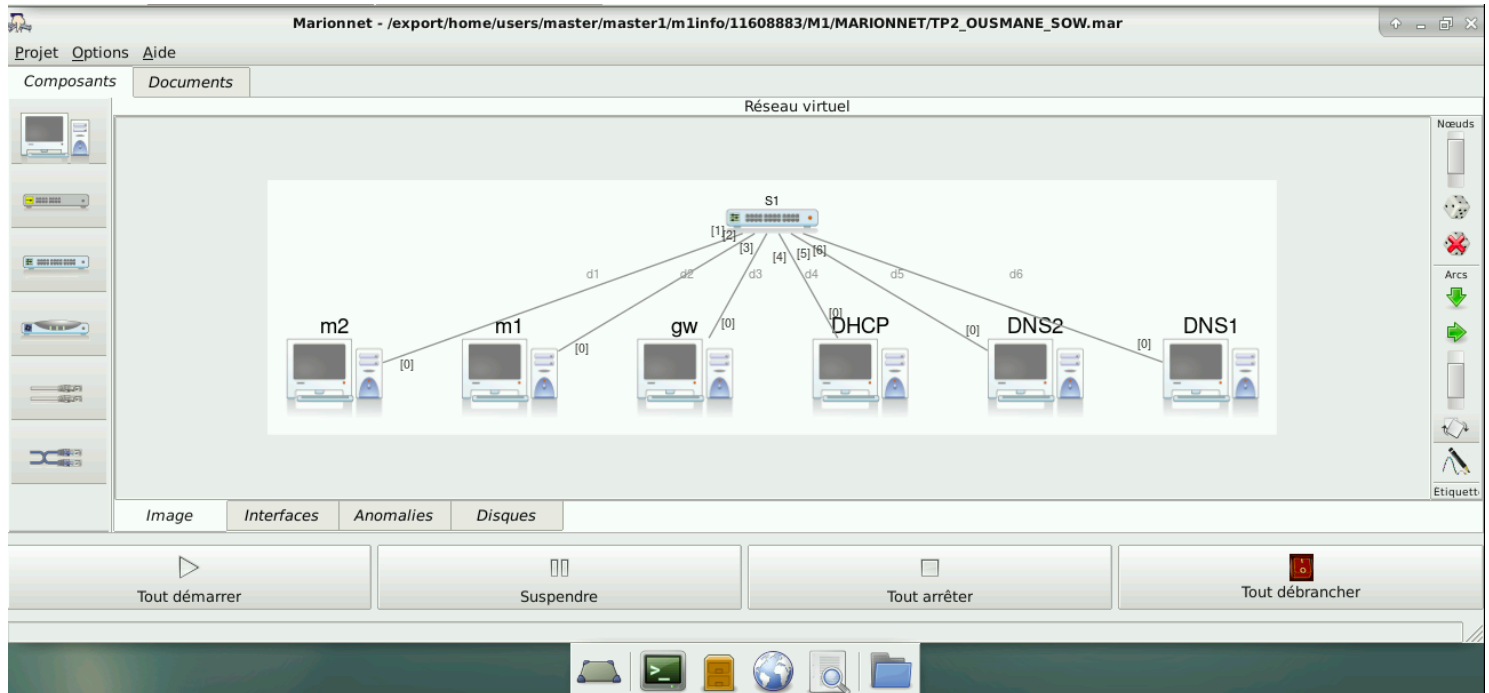 Marionnet - /export/home/users/master/master1/m1info/11608883/M1/MARIONNET/TP2_OUSMANE_SOW.mar
Projet Options Aide
Composants Documents
Réseau virtuel
Nœuds
S1
[1] [2] [3] [4] [5] [6]
d1 d2 d3 d4 d5 d6
Arcs
m2 m1 gw DHCP DNS2 DNS1
[0] [0] [0] [0] [0] [0]
Etiquett
Image Interfaces Anomalies Disques
Tout démarrer Suspendre Tout arrêter Tout débrancher